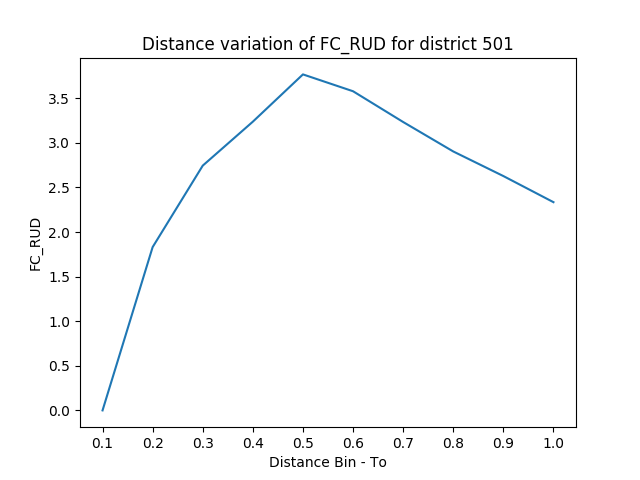 Distance variation of FC_RUD for district 501
3.5
3.0
2.5
2.0
1.5
1.0
0.5
0.0
FC_RUD
0.1 0.2 0.3 0.4 0.5 0.6 0.7 0.8 0.9 1.0
Distance Bin - To